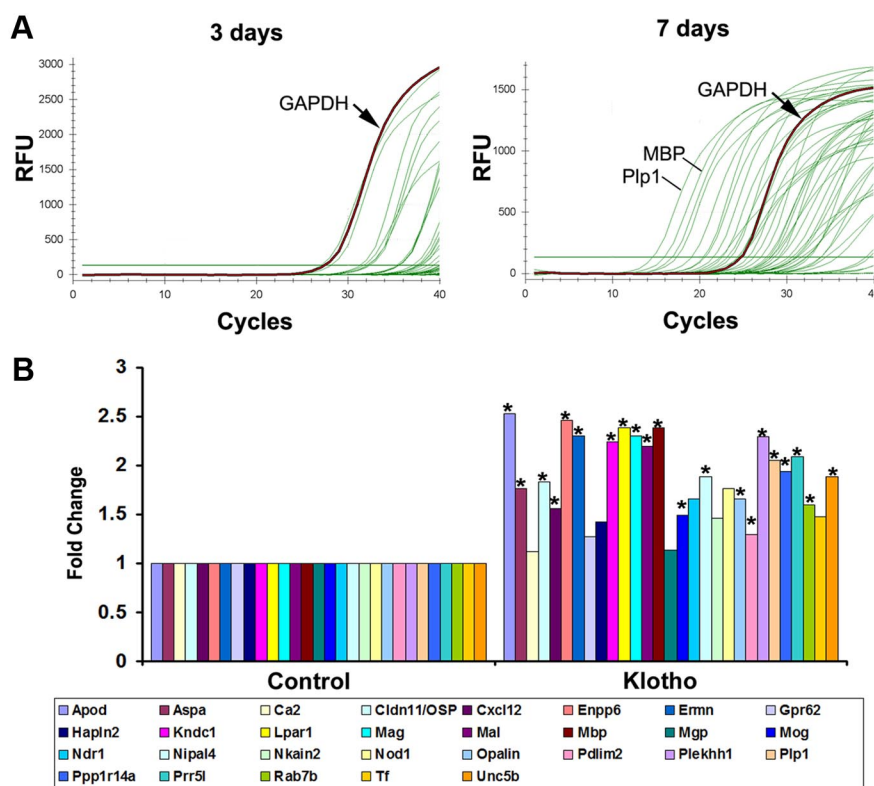 A
3 days
7 days
3000
2500
2000
1500
1000
500
0
RFU
GAPDH
0
10
20
30
40
Cycles
1500
1000
500
0
RFU
GAPDH
MBP
Plp1
0
10
20
30
40
Cycles
B
3
2.5
2
1.5
1
0.5
0
Fold Change
* * * * * * * * * * * * * * * * * * * * *
Control
Klotho
Apod Aspa Ca2 Cldn11/OSP Cxcl12 Enpp6 Ermn Gpr62
Hapln2 Kndc1 Lpar1 Mag Mal Mbp Mgp Mog
Ndr1 Nipal4 Nkain2 Nod1 Opalin Pdlim2 Plekhh1 Plp1
Ppp1r14a Prr5l Rab7b Tf Unc5b